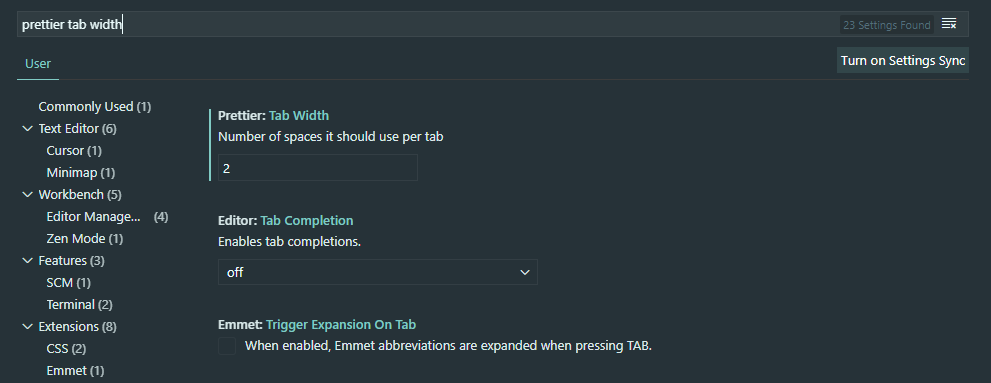 prettier tab width
23 Settings Found
User
Turn on Settings Sync
Commonly Used (1)
Text Editor (6)
Cursor (1)
Minimap (1)
Workbench (5)
Editor Manage... (4)
Zen Mode (1)
Features (3)
SCM (1)
Terminal (2)
Extensions (8)
CSS (2)
Emmet (1)
Prettier: Tab Width
Number of spaces it should use per tab
2
Editor: Tab Completion
Enables tab completions.
off
Emmet: Trigger Expansion On Tab
When enabled, Emmet abbreviations are expanded when pressing TAB.